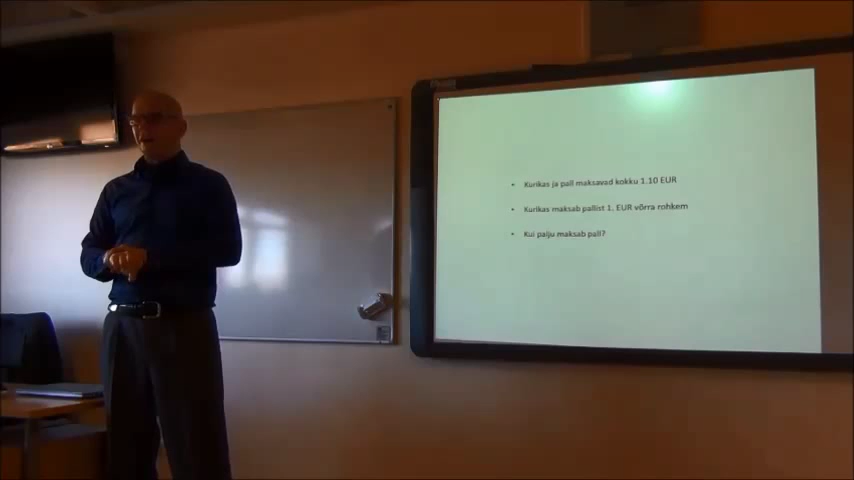 • Kurikas ja pall maksavad kokku 1.10 EUR
• Kurikas maksab pallist 1. EUR võrra rohkem
• Kui palju maksab pall?